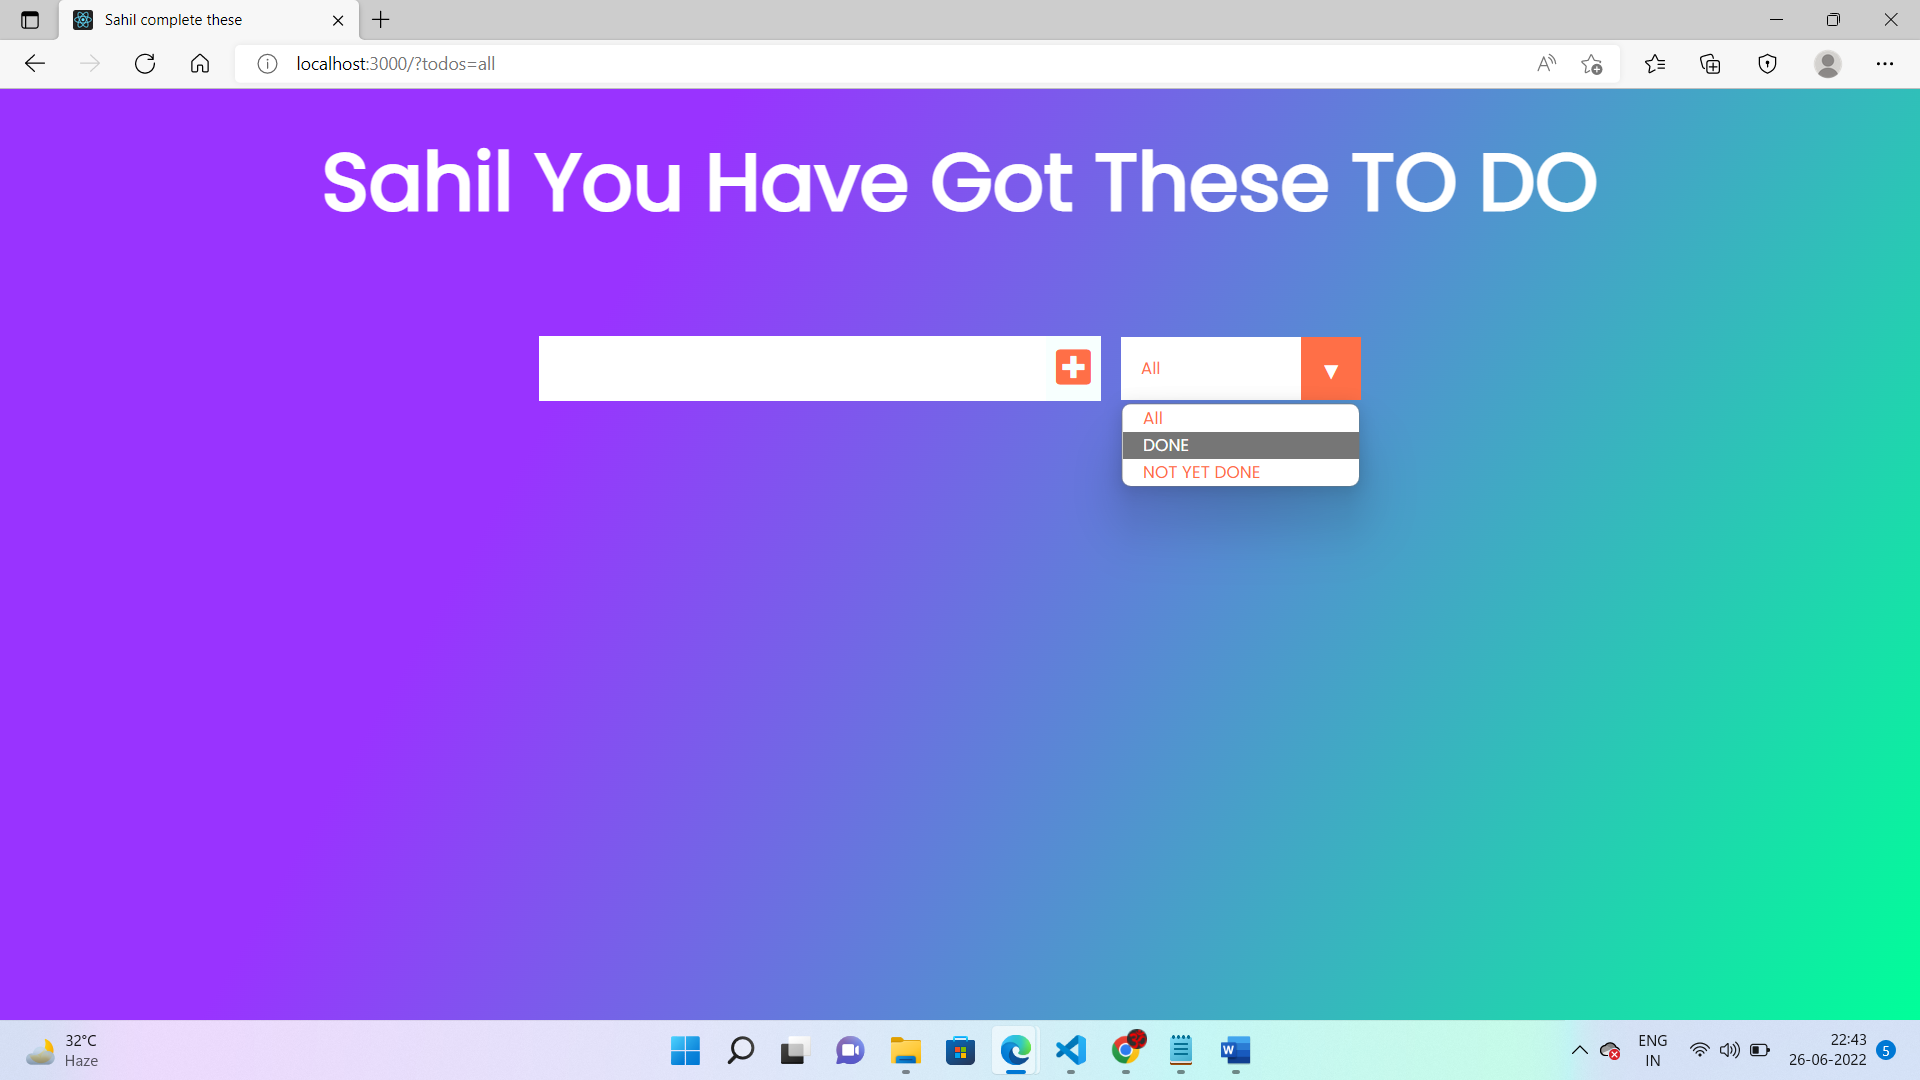 Sahil complete these
localhost:3000/?todos=all
Sahil You Have Got These TO DO
All
All
DONE
NOT YET DONE
32°C
Haze
W
ENG
IN
22:43
26-06-2022
5